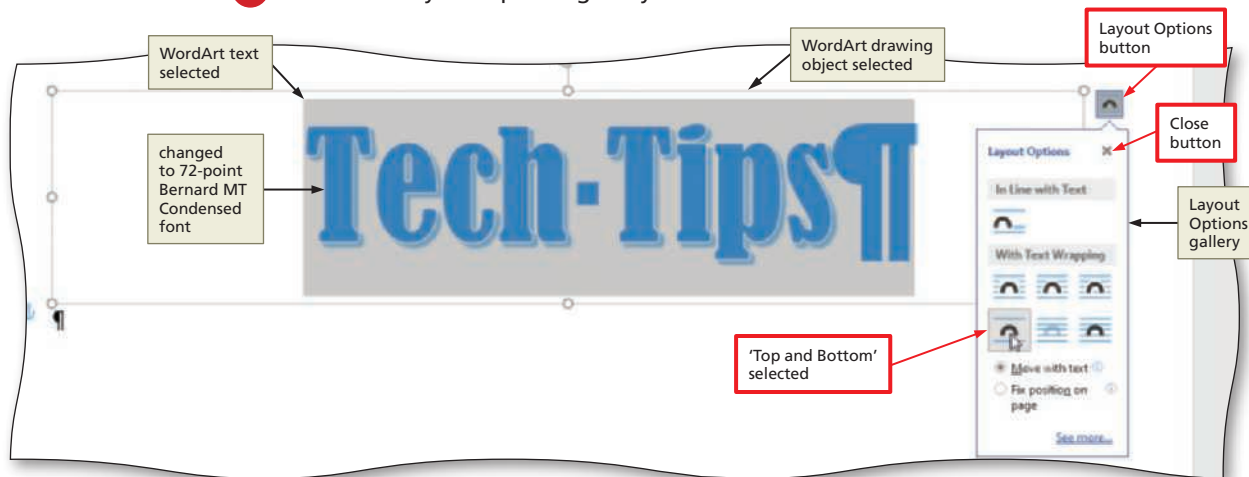 Layout Options
button
WordArt text
selected
WordArt drawing
object selected
Close
button
changed
to 72-point
Bernard MT
Condensed
font
Tech-Tips¶
Layout Options
In Line with Text
With Text Wrapping
Layout
Options
gallery
¶
'Top and Bottom'
selected
Move with text
Fix position on
page
See more...